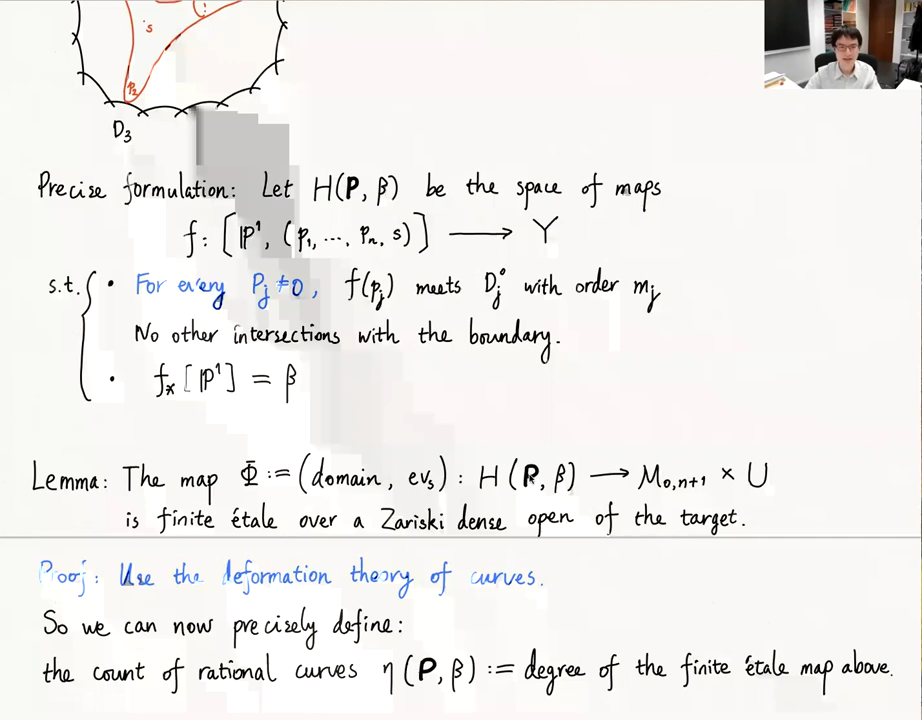 s
p₂
D₃
Precise formulation: Let H(P, β) be the space of maps
f: [ℙ¹, (p₁, ..., pₙ, s)] ⟶ Y
s.t. { • For every Pⱼ ≠ 0, f(pⱼ) meets Dⱼ° with order mⱼ
No other intersections with the boundary.
• f_*[ℙ¹] = β
Lemma: The map Φ := (domain, evₛ) : H(P, β) ⟶ M₀,ₙ₊₁ × U
is finite étale over a Zariski dense open of the target.
Proof: Use the deformation theory of curves.
So we can now precisely define:
the count of rational curves η(P, β) := degree of the finite étale map above.